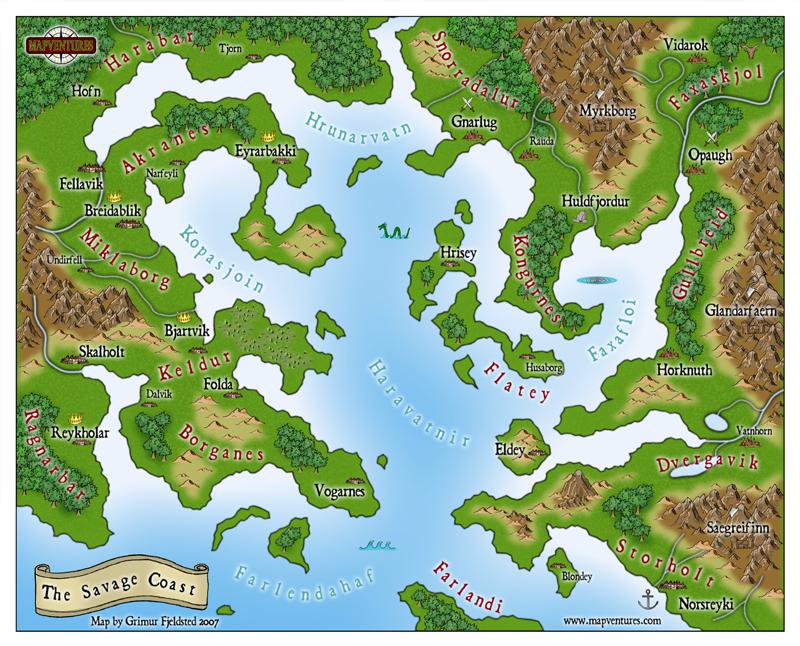 MAPVENTURES
Harabar
Tjorn
Hofn
Snorradalur
Vidarok
Faxaskjol
Myrkborg
Hrunarvatn
Gnarlug
Akranes
Eyrarbakki
Rauda
Opaugh
Narfeyli
Fellavik
Breidablik
Huldfjordur
Miklaborg
Kopasjoin
Hrisey
Kongurnes
Gullibreid
Undirfell
Glandarfaern
Bjartvik
Faxafloi
Skalholt
Keldur
Haravatnir
Flatey
Husaborg
Horknuth
Folda
Dalvik
Ragnarbar
Reykholar
Borganes
Eldey
Vatnhorn
Dvergavik
Vogarnes
Saegreifinn
Storholt
Farlendahaf
Farlandi
Blondey
Norsreyki
The Savage Coast
Map by Grimur Fjeldsted 2007
www.mapventures.com